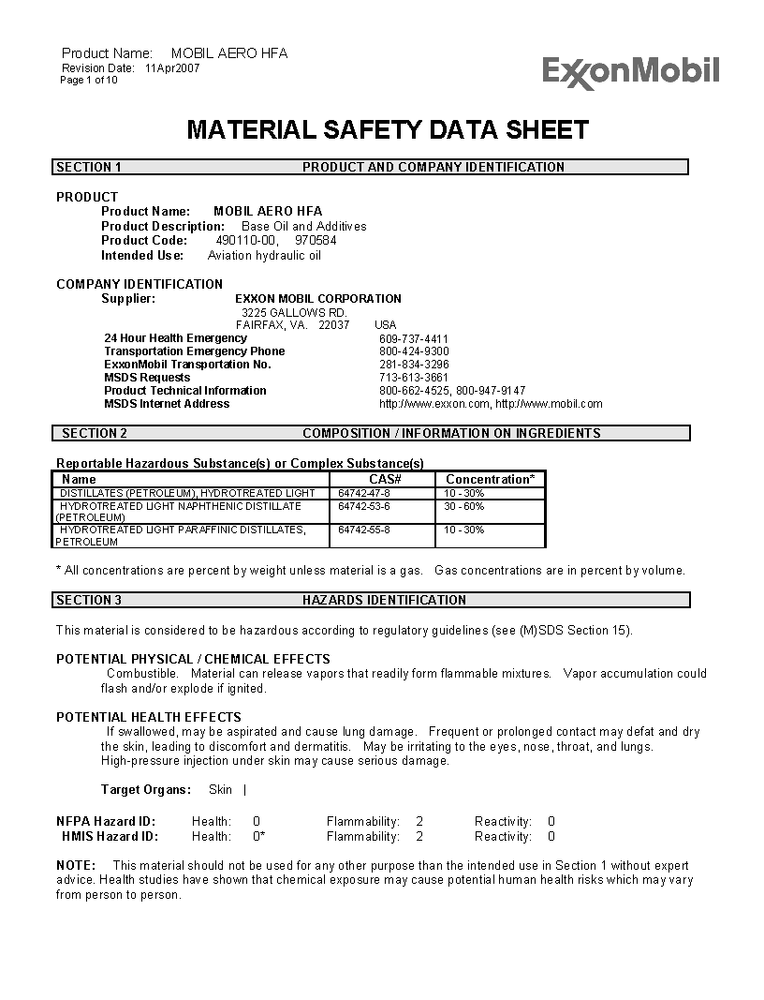 Product Name: MOBIL AERO HFA
Revision Date: 11Apr2007
Page 1 of 10
ExxonMobil
MATERIAL SAFETY DATA SHEET
SECTION 1 PRODUCT AND COMPANY IDENTIFICATION
PRODUCT
Product Name: MOBIL AERO HFA
Product Description: Base Oil and Additives
Product Code: 490110-00, 970584
Intended Use: Aviation hydraulic oil
COMPANY IDENTIFICATION
Supplier: EXXON MOBIL CORPORATION
3225 GALLOWS RD.
FAIRFAX, VA. 22037 USA
24 Hour Health Emergency 609-737-4411
Transportation Emergency Phone 800-424-9300
ExxonMobil Transportation No. 281-834-3296
MSDS Requests 713-613-3661
Product Technical Information 800-662-4525, 800-947-9147
MSDS Internet Address http://www.exxon.com, http://www.mobil.com
SECTION 2 COMPOSITION / INFORMATION ON INGREDIENTS
Reportable Hazardous Substance(s) or Complex Substance(s)
Name CAS# Concentration*
DISTILLATES (PETROLEUM), HYDROTREATED LIGHT 64742-47-8 10 - 30%
HYDROTREATED LIGHT NAPHTHENIC DISTILLATE 64742-53-6 30 - 60%
(PETROLEUM)
HYDROTREATED LIGHT PARAFFINIC DISTILLATES, 64742-55-8 10 - 30%
PETROLEUM
* All concentrations are percent by weight unless material is a gas. Gas concentrations are in percent by volume.
SECTION 3 HAZARDS IDENTIFICATION
This material is considered to be hazardous according to regulatory guidelines (see (M)SDS Section 15).
POTENTIAL PHYSICAL / CHEMICAL EFFECTS
Combustible. Material can release vapors that readily form flammable mixtures. Vapor accumulation could
flash and/or explode if ignited.
POTENTIAL HEALTH EFFECTS
If swallowed, may be aspirated and cause lung damage. Frequent or prolonged contact may defat and dry
the skin, leading to discomfort and dermatitis. May be irritating to the eyes, nose, throat, and lungs.
High-pressure injection under skin may cause serious damage.
Target Organs: Skin |
NFPA Hazard ID: Health: 0 Flammability: 2 Reactivity: 0
HMIS Hazard ID: Health: 0* Flammability: 2 Reactivity: 0
NOTE: This material should not be used for any other purpose than the intended use in Section 1 without expert
advice. Health studies have shown that chemical exposure may cause potential human health risks which may vary
from person to person.